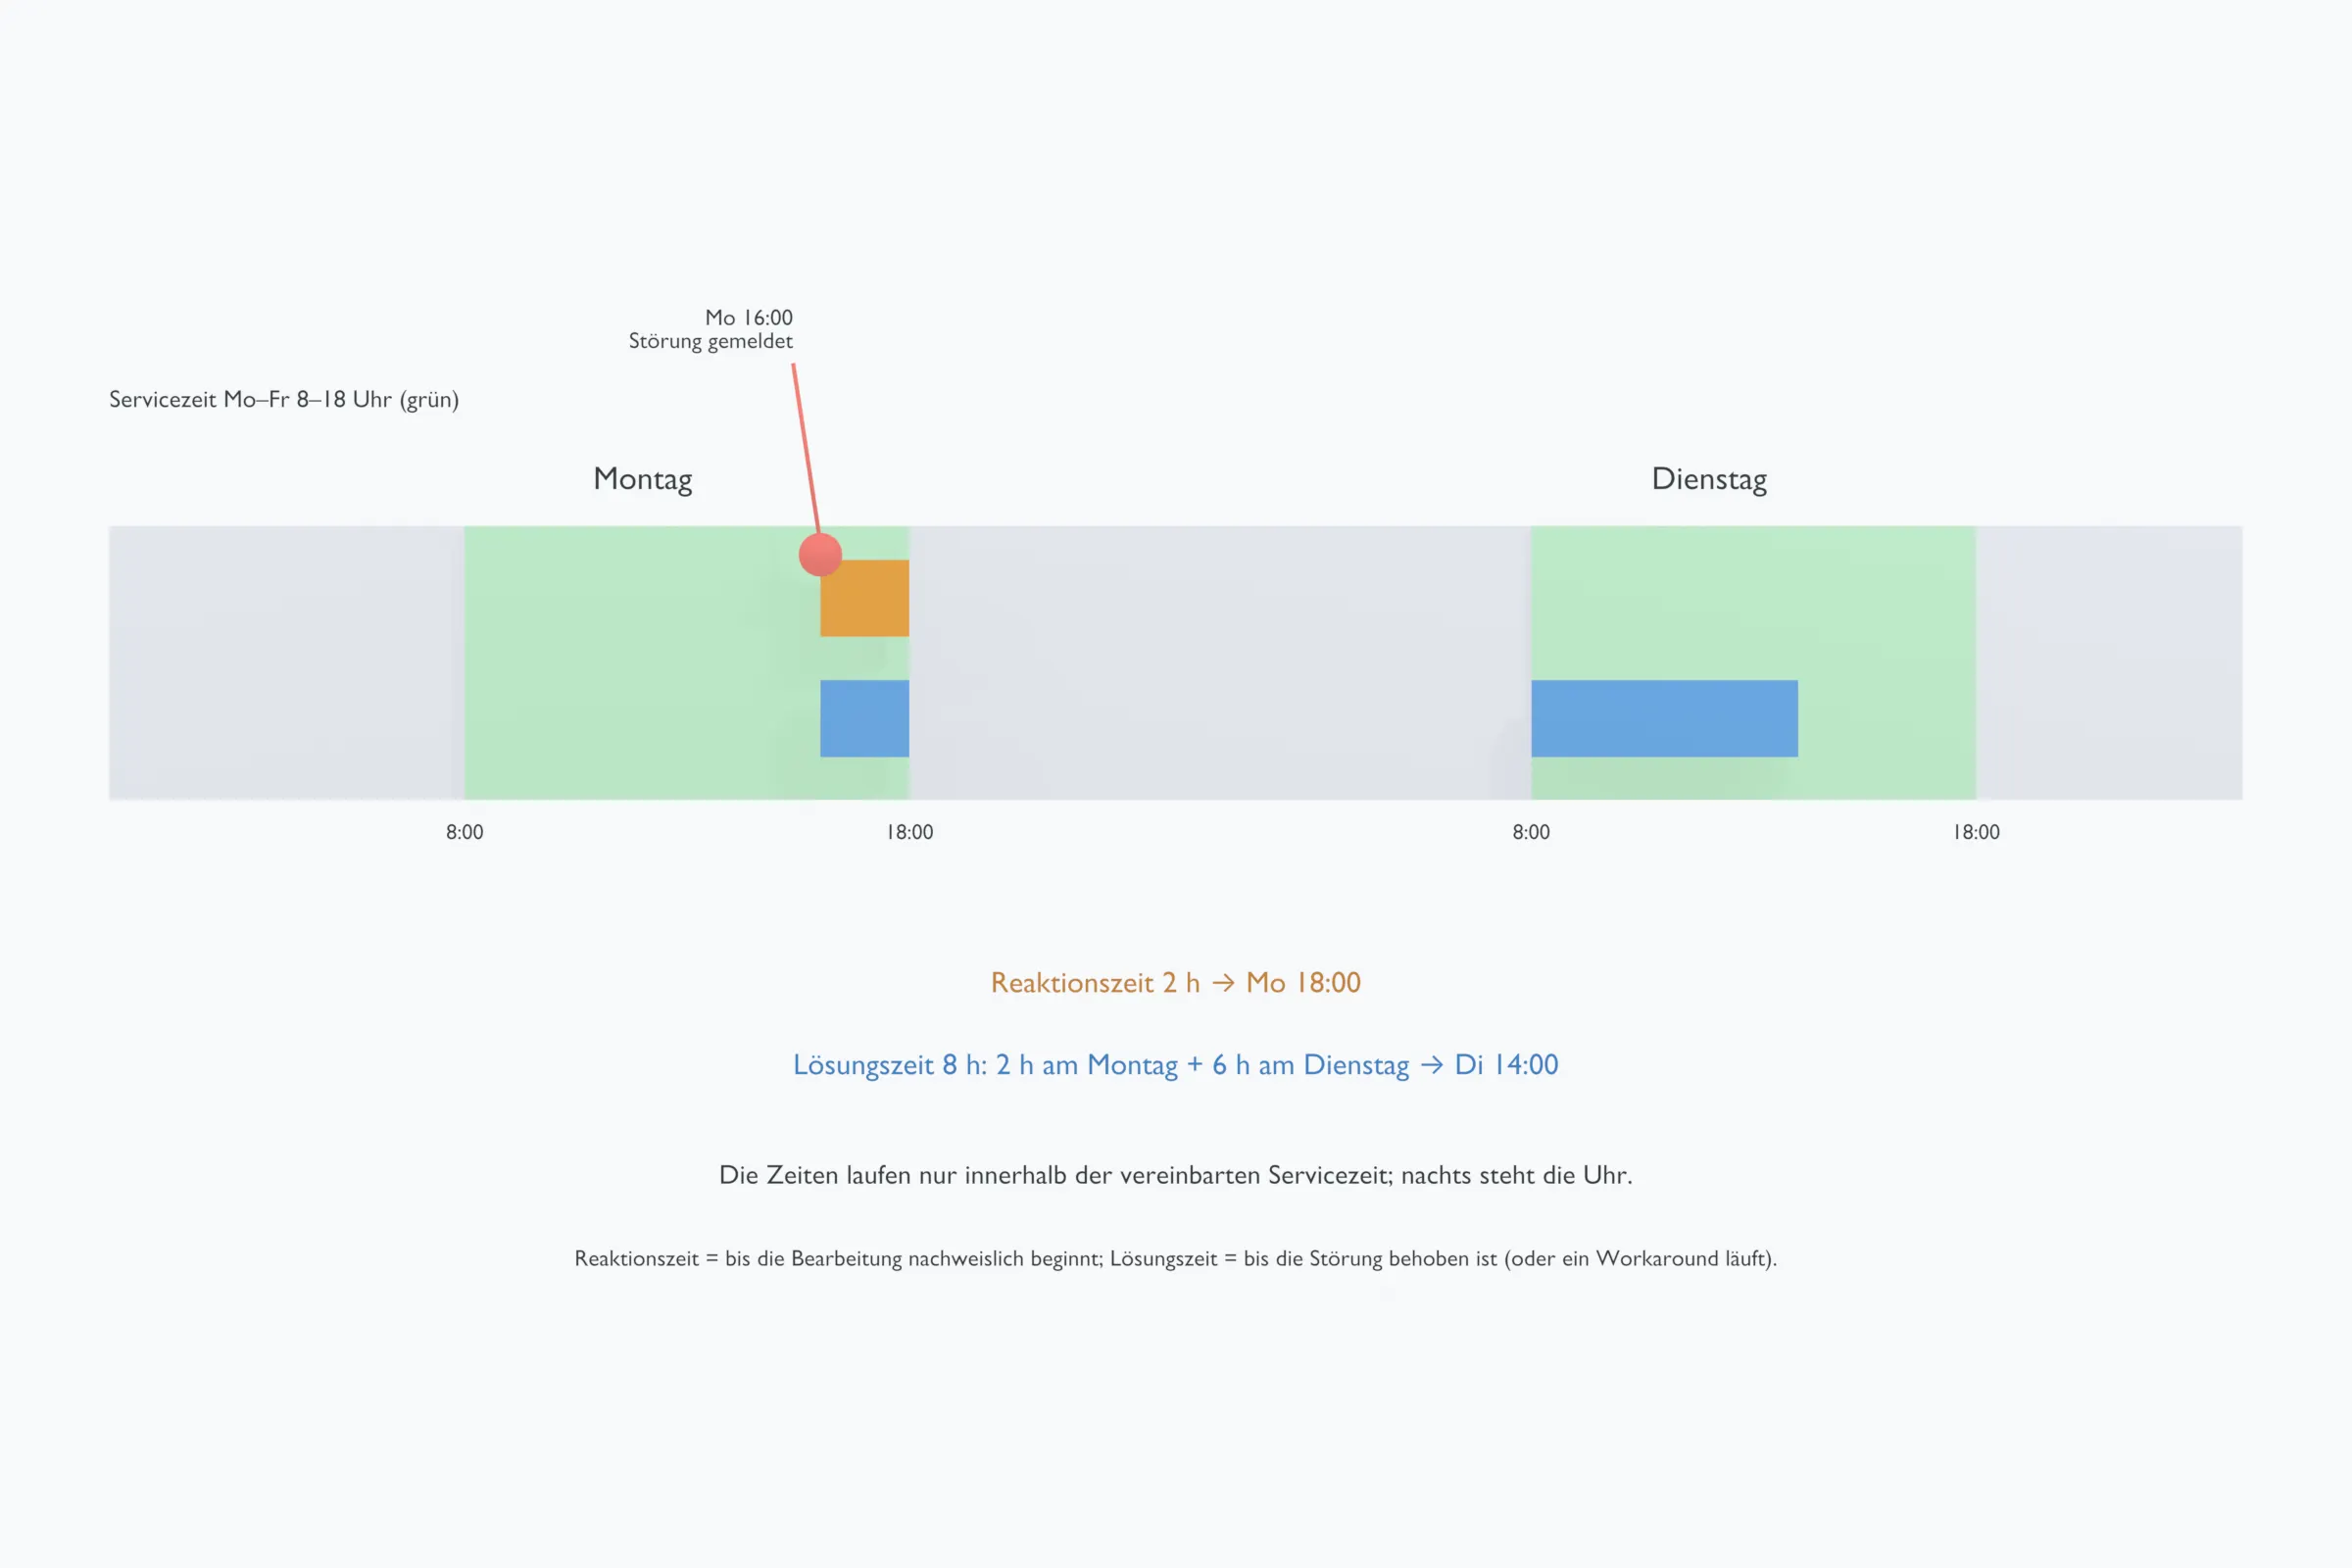 Mo 16:00
Störung gemeldet
Servicezeit Mo–Fr 8–18 Uhr (grün)
Montag
Dienstag
8:00
18:00
8:00
18:00
Reaktionszeit 2 h → Mo 18:00
Lösungszeit 8 h: 2 h am Montag + 6 h am Dienstag → Di 14:00
Die Zeiten laufen nur innerhalb der vereinbarten Servicezeit; nachts steht die Uhr.
Reaktionszeit = bis die Bearbeitung nachweislich beginnt; Lösungszeit = bis die Störung behoben ist (oder ein Workaround läuft).